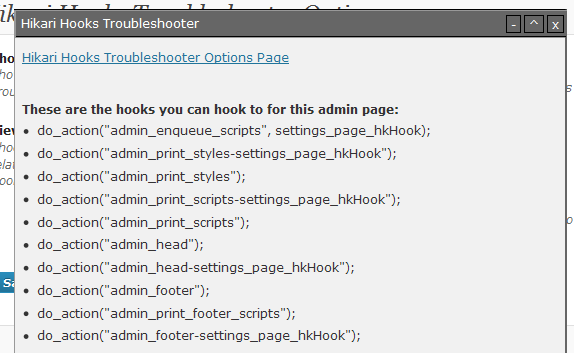 Hikari Hooks Troubleshooter
- ^ x
Hikari Hooks Troubleshooter Options Page
These are the hooks you can hook to for this admin page:
• do_action("admin_enqueue_scripts", settings_page_hkHook);
• do_action("admin_print_styles-settings_page_hkHook");
• do_action("admin_print_styles");
• do_action("admin_print_scripts-settings_page_hkHook");
• do_action("admin_print_scripts");
• do_action("admin_head");
• do_action("admin_head-settings_page_hkHook");
• do_action("admin_footer");
• do_action("admin_print_footer_scripts");
• do_action("admin_footer-settings_page_hkHook");